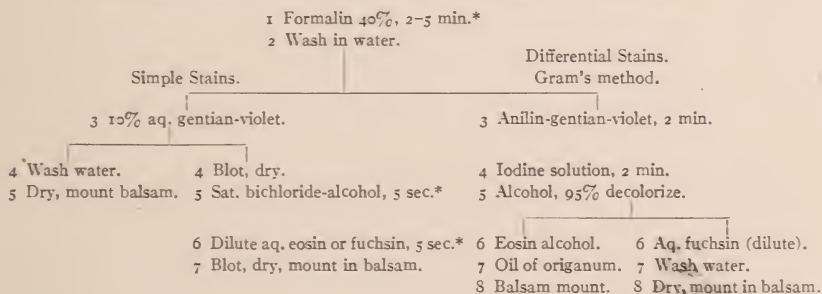 1 Formalin 40%, 2-5 min.*
2 Wash in water.
Simple Stains.
Differential Stains.
Gram's method.
3 10% aq. gentian-violet.
3 Anilin-gentian-violet, 2 min.
4 Wash water.
5 Dry, mount balsam.
4 Blot, dry.
5 Sat. bichloride-alcohol, 5 sec.*
4 Iodine solution, 2 min.
5 Alcohol, 95% decolorize.
6 Dilute aq. eosin or fuchsin, 5 sec.*
7 Blot, dry, mount in balsam.
6 Eosin alcohol.
7 Oil of origanum.
8 Balsam mount.
6 Aq. fuchsin (dilute).
7 Wash water.
8 Dry, mount in balsam.